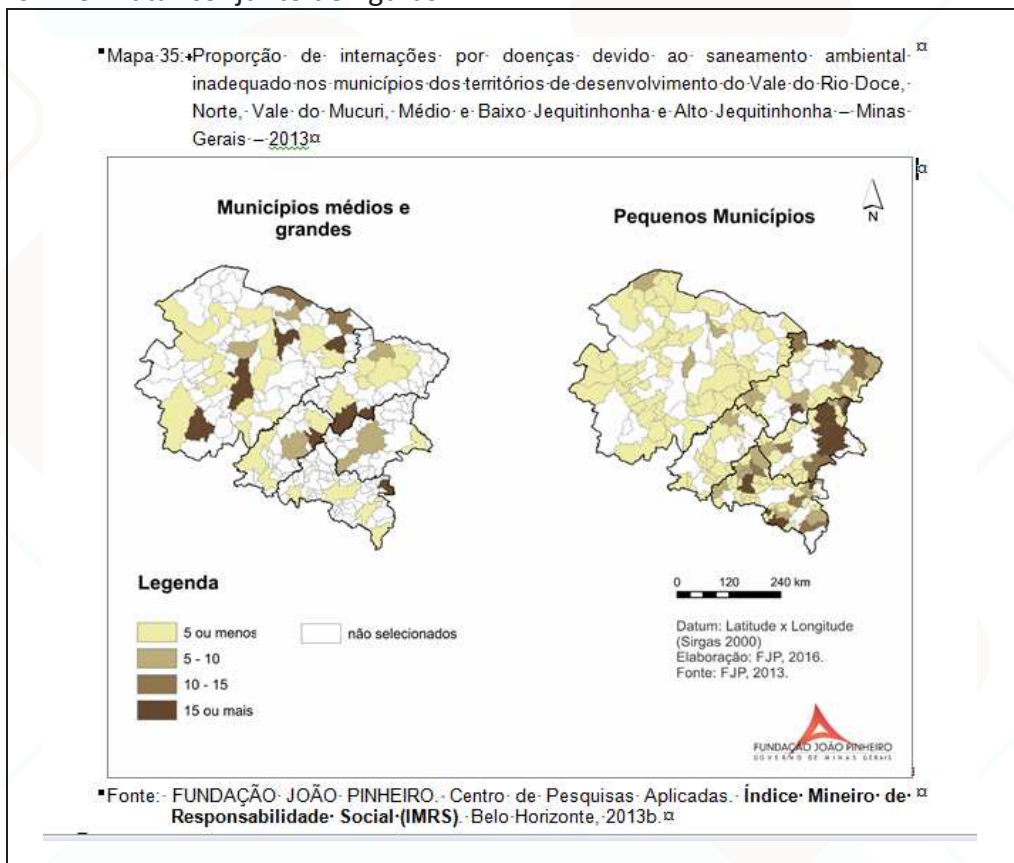 Mapa 35: Proporção de internações por doenças devido ao saneamento ambiental
inadequado nos municípios dos territórios de desenvolvimento do Vale do Rio Doce,
Norte, Vale do Mucuri, Médio e Baixo Jequitinhonha e Alto Jequitinhonha – Minas
Gerais – 2013
Municípios médios e
grandes
Pequenos Municípios
N
Legenda
5 ou menos
não selecionados
5 - 10
10 - 15
15 ou mais
0 120 240 km
Datum: Latitude x Longitude
(Sirgas 2000)
Elaboração: FJP, 2016.
Fonte: FJP, 2013.
FUNDAÇÃO JOÃO PINHEIRO
GOVERNO DE MINAS GERAIS
Fonte: FUNDAÇÃO JOÃO PINHEIRO. Centro de Pesquisas Aplicadas. Índice Mineiro de
Responsabilidade Social (IMRS). Belo Horizonte, 2013b.